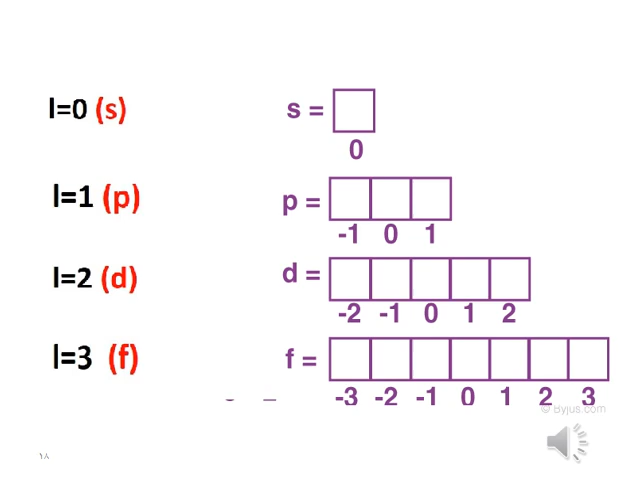 l=0 (s) s =
0
l=1 (p) p =
-1 0 1
l=2 (d) d =
-2 -1 0 1 2
l=3 (f) f =
-3 -2 -1 0 1 2 3
© Byjus.com
١٨